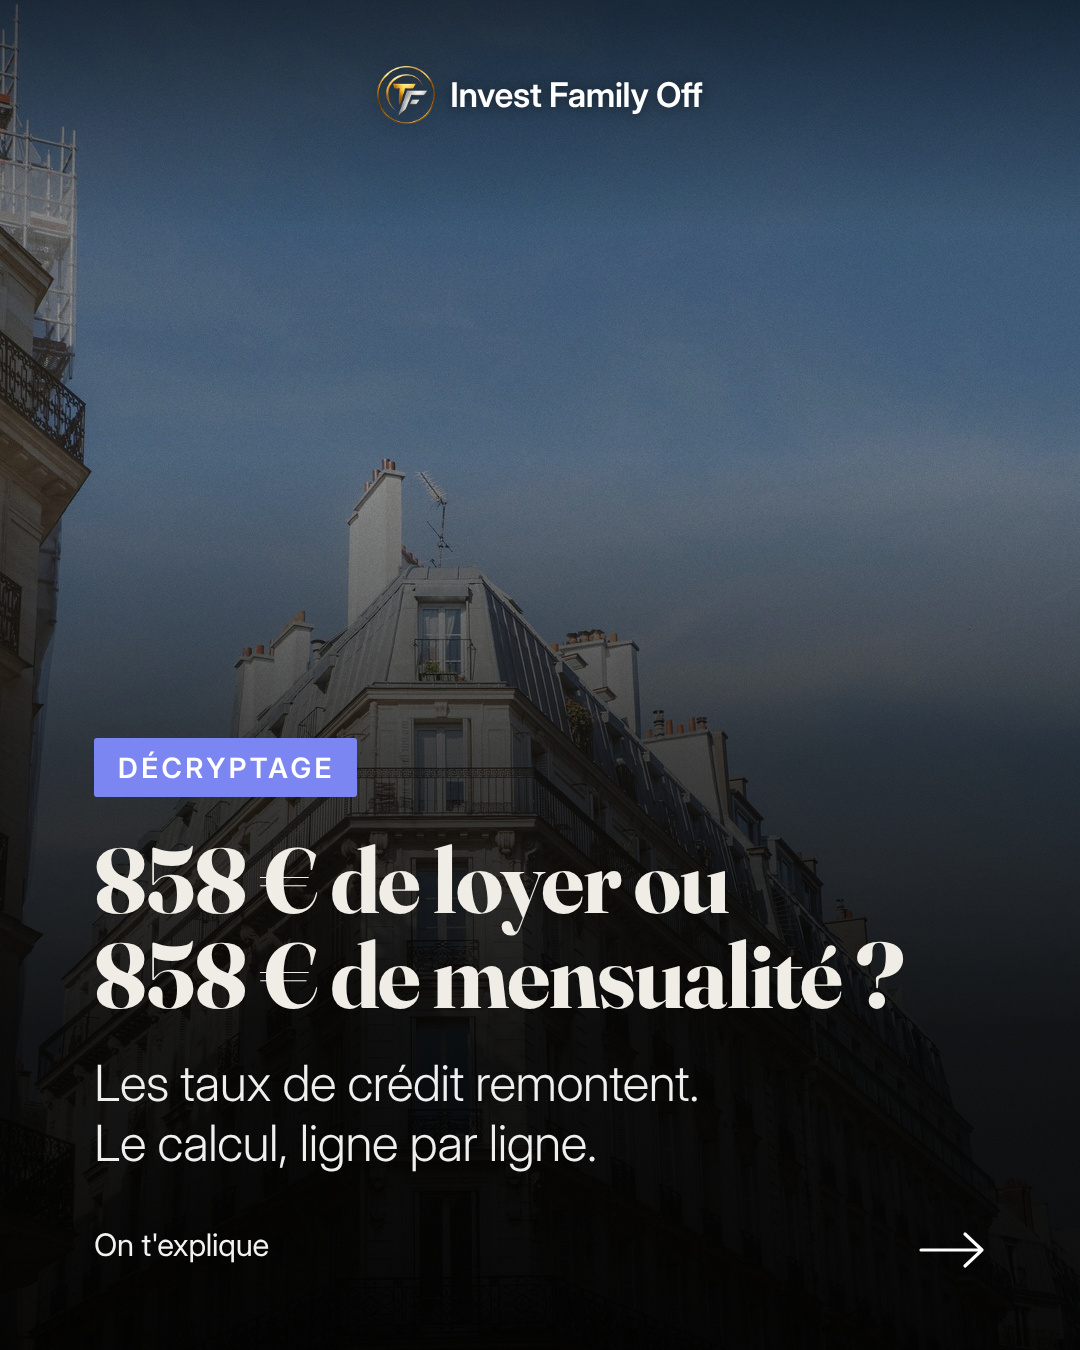 TF Invest Family Off
DÉCRYPTAGE
858 € de loyer ou
858 € de mensualité ?
Les taux de crédit remontent.
Le calcul, ligne par ligne.
On t'explique